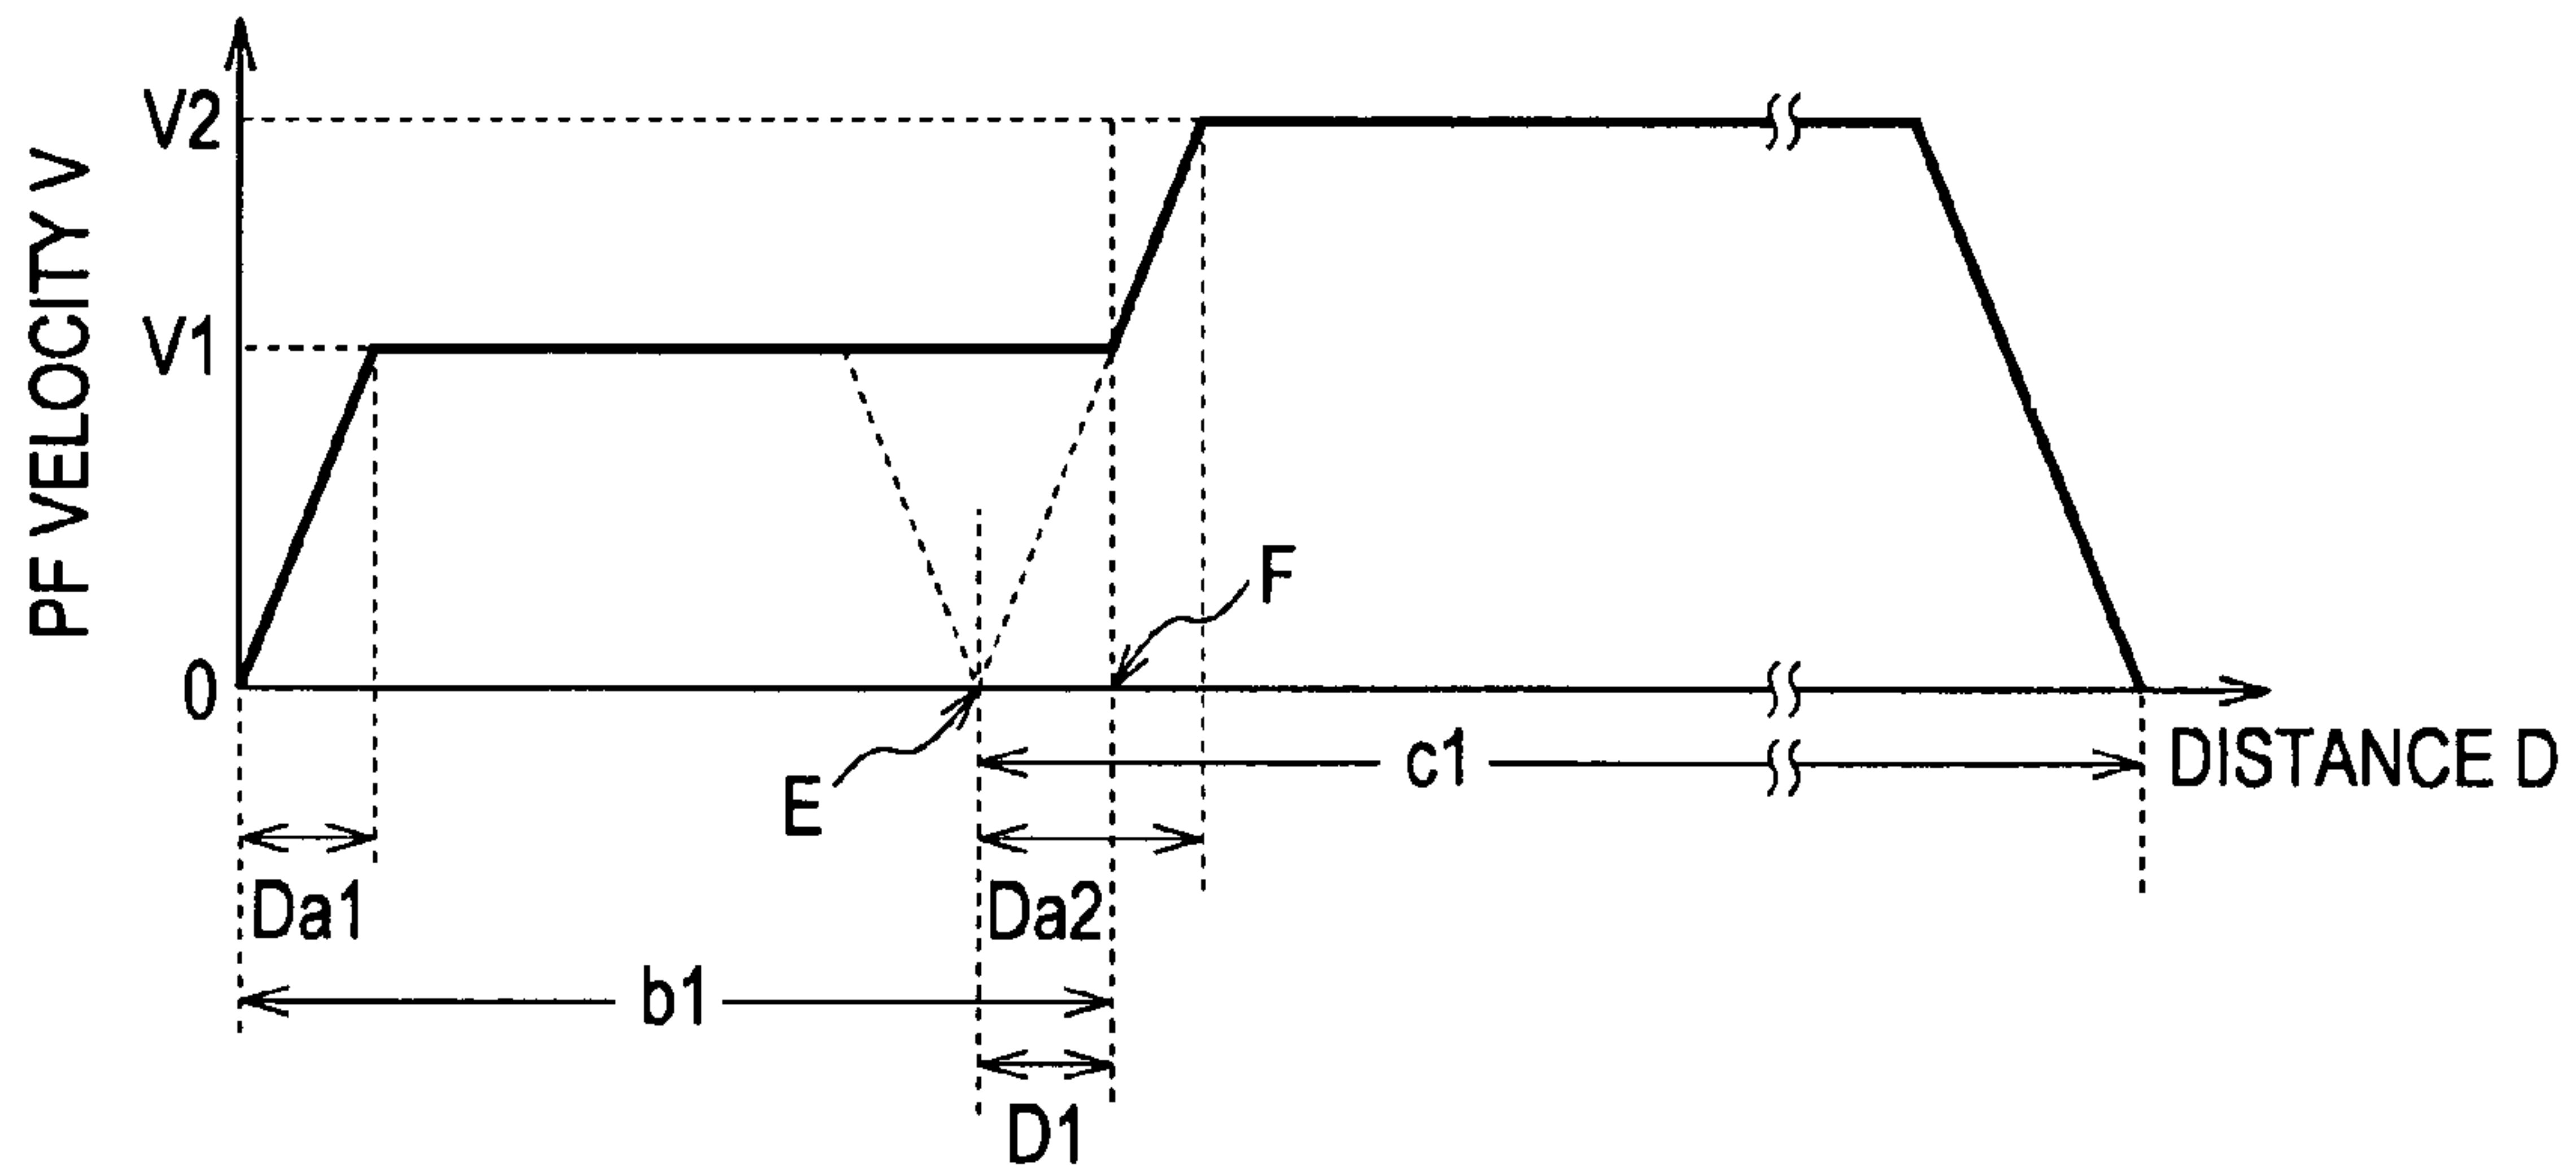 PF VELOCITY V
V2
V1
0
F
E
c1
DISTANCE D
Da1
Da2
b1
D1